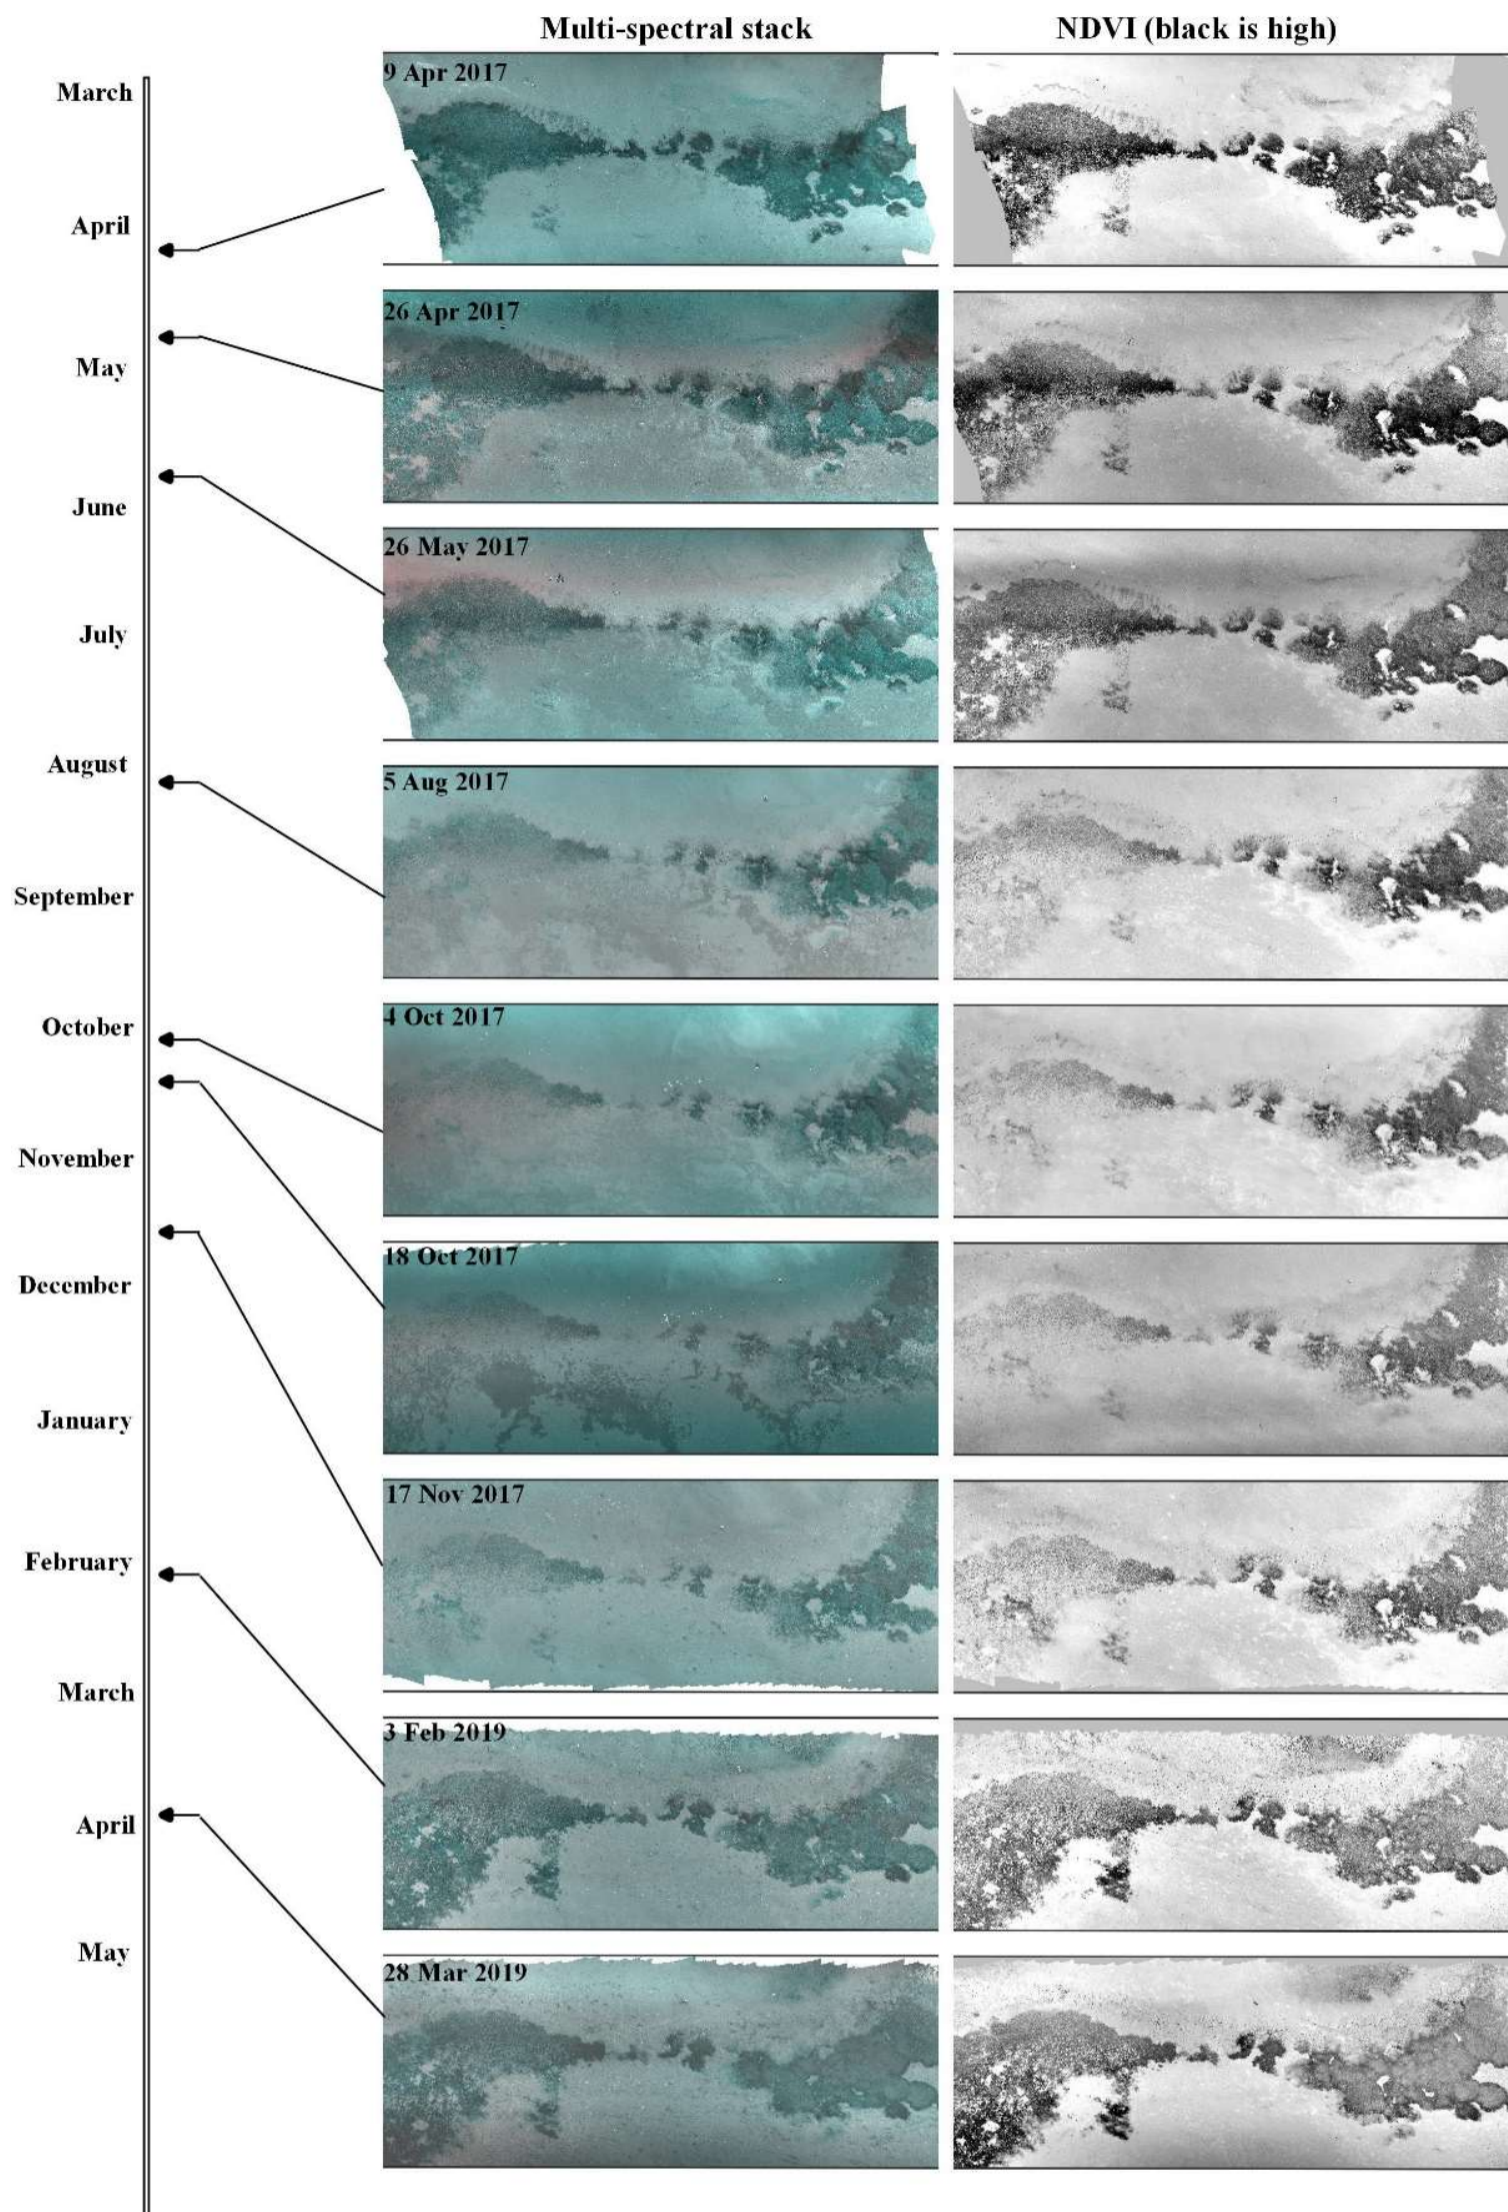 Multi-spectral stack
NDVI (black is high)
March
April
May
June
July
August
September
October
November
December
January
February
March
April
May
9 Apr 2017
26 Apr 2017
26 May 2017
5 Aug 2017
4 Oct 2017
18 Oct 2017
17 Nov 2017
3 Feb 2019
28 Mar 2019